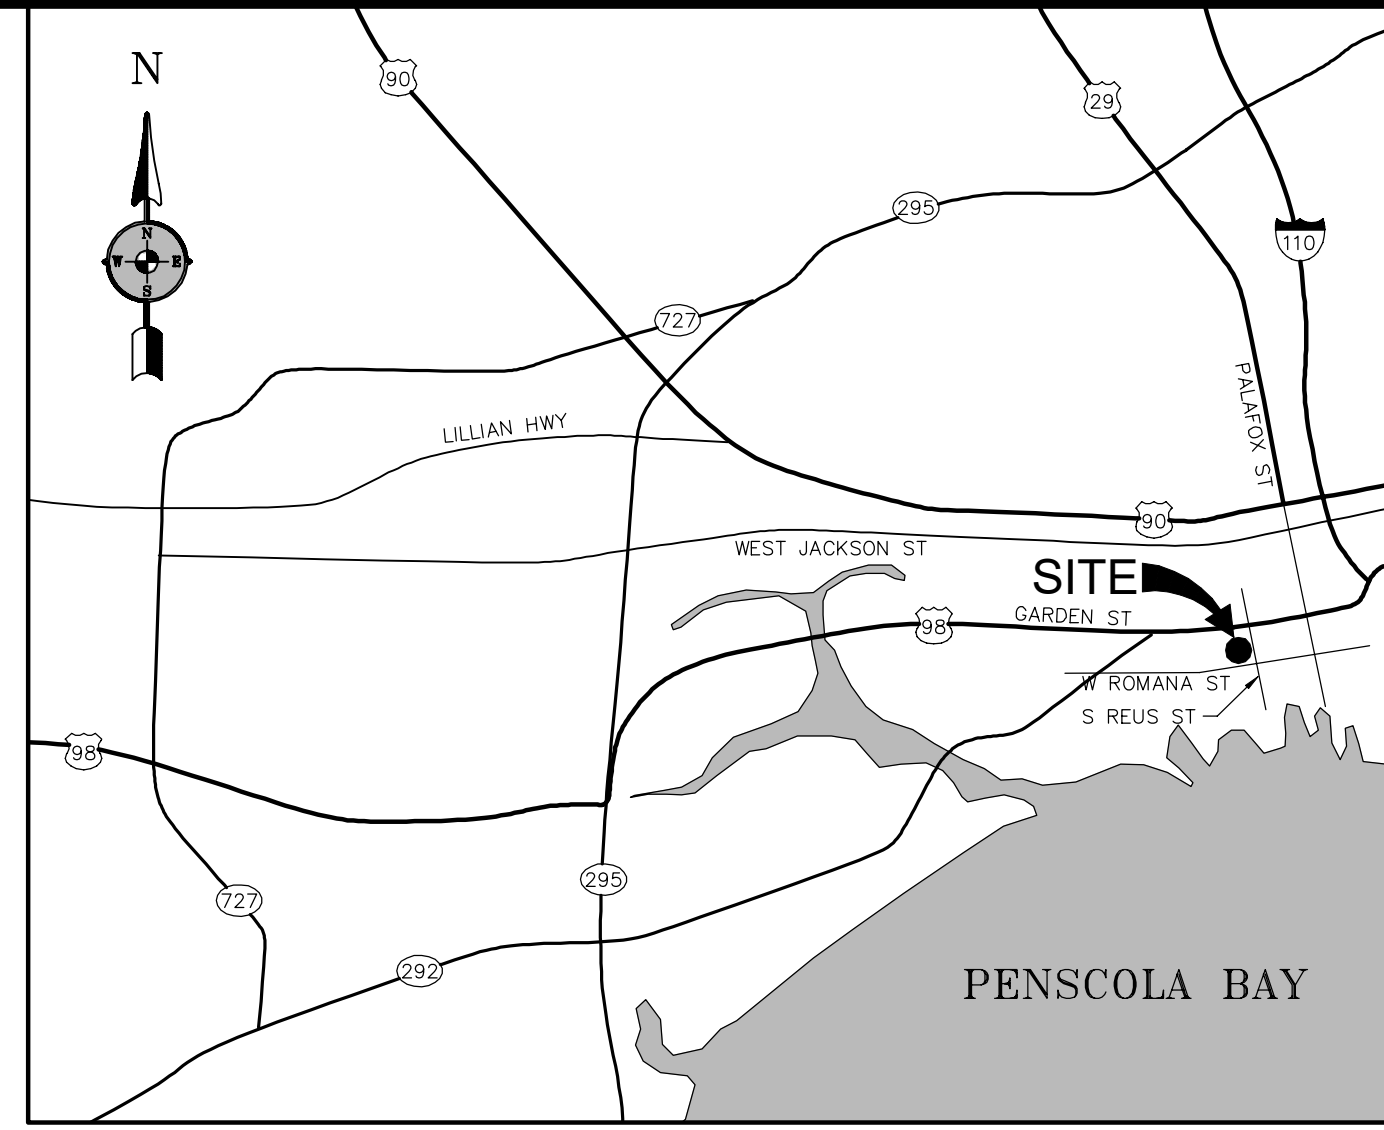 N
90
29
295
110
N
W E
S
727
PALAFOX ST
LILLIAN HWY
90
WEST JACKSON ST
SITE
GARDEN ST
98
W ROMANA ST
S REUS ST
98
295
727
292
PENSCOLA BAY